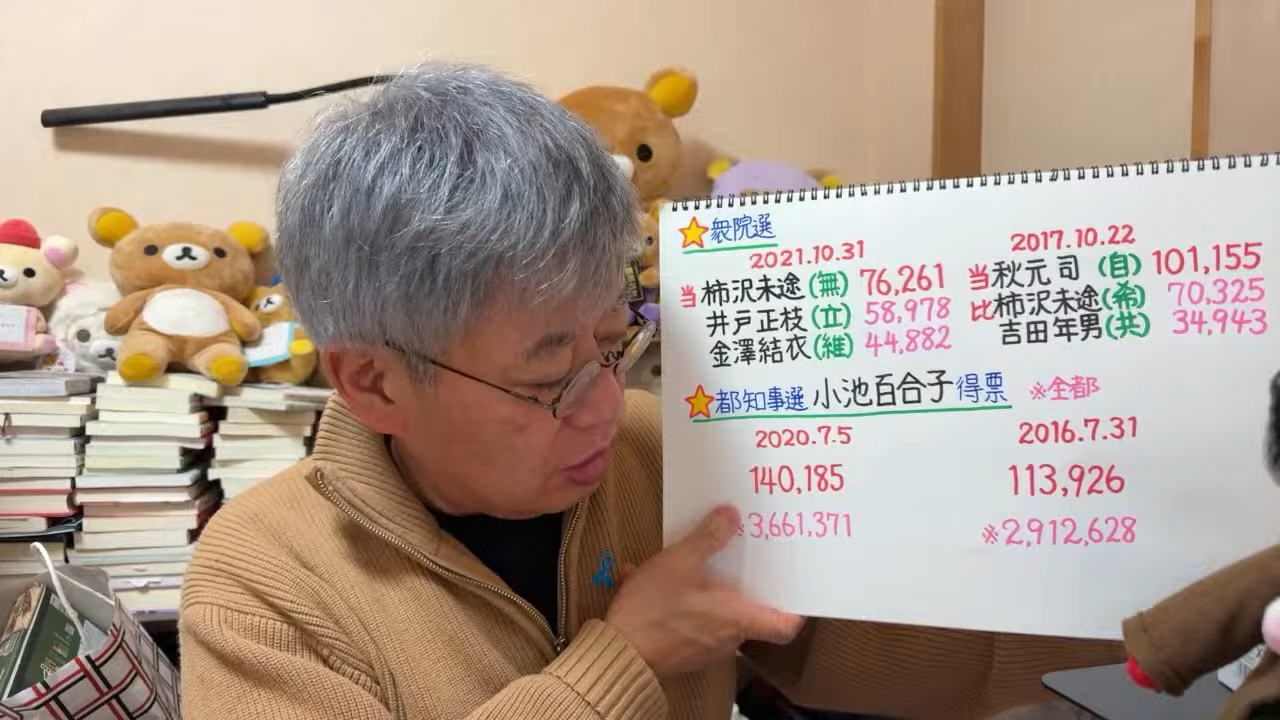 ★衆院選
2021.10.31
当 柿沢未途(無) 76,261
井戸正枝(立) 58,978
金澤結衣(維) 44,882
2017.10.22
当 秋元司(自) 101,155
比 柿沢未途(希) 70,325
吉田年男(共) 34,943
★都知事選 小池百合子得票 ※全都
2020.7.5
140,185
※3,661,371
2016.7.31
113,926
※2,912,628